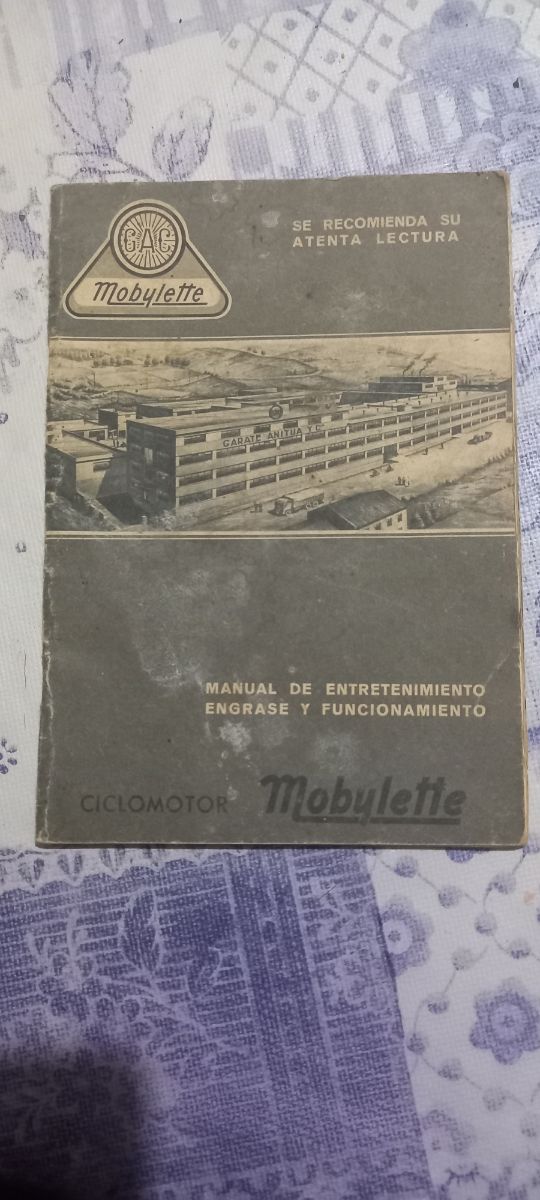 GAC
Mobylette
SE RECOMIENDA SU
ATENTA LECTURA
GARATE ANITUA Y C.
MANUAL DE ENTRETENIMIENTO
ENGRASE Y FUNCIONAMIENTO
CICLOMOTOR Mobylette